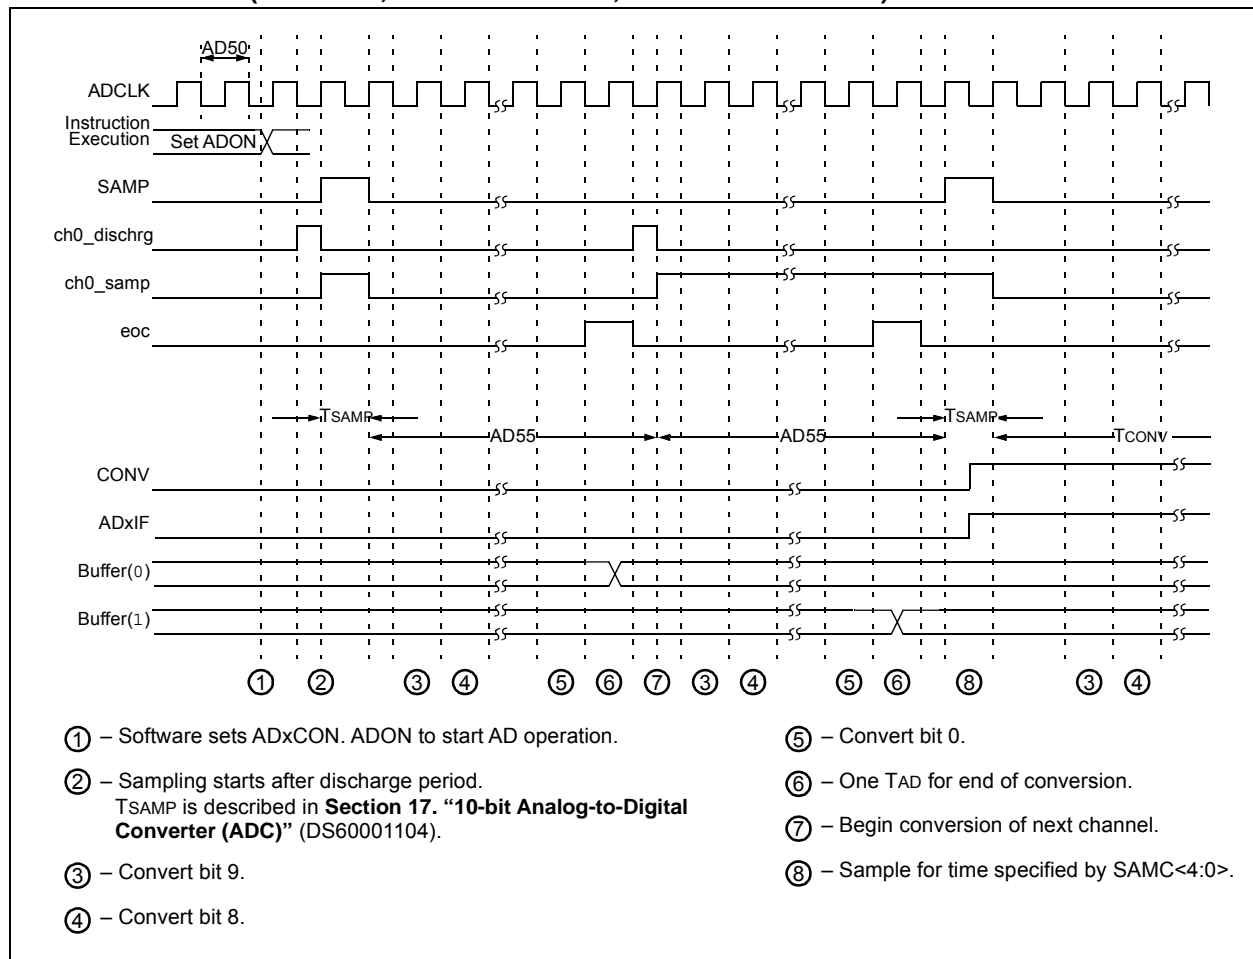 AD50
ADCLK
Instruction
Execution
Set ADON
SAMP
ch0_dischrg
ch0_samp
eoc
TSAMP
TSAMP
AD55
AD55
TCONV
CONV
ADxIF
Buffer(0)
Buffer(1)
1 2 3 4 5 6 7 3 4 5 6 8 3 4
1 – Software sets ADxCON. ADON to start AD operation.
2 – Sampling starts after discharge period.
TSAMP is described in Section 17. “10-bit Analog-to-Digital
Converter (ADC)” (DS60001104).
3 – Convert bit 9.
4 – Convert bit 8.
5 – Convert bit 0.
6 – One TAD for end of conversion.
7 – Begin conversion of next channel.
8 – Sample for time specified by SAMC<4:0>.